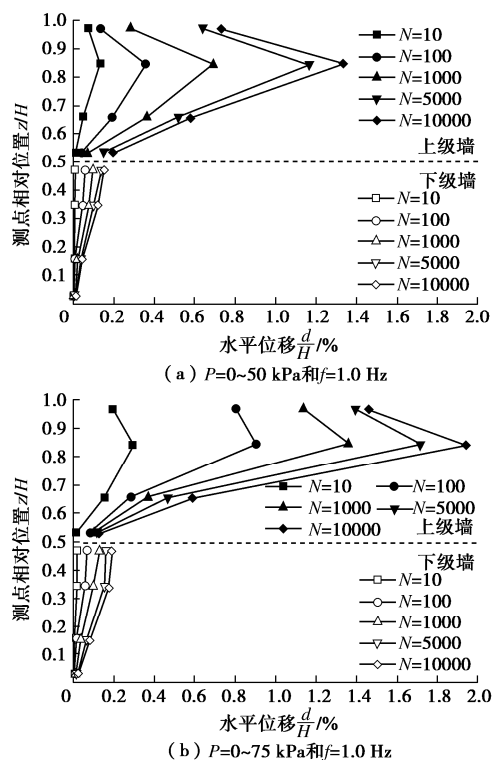 1.0
0.9
0.8
0.7
0.6
0.5
0.4
0.3
0.2
0.1
测点相对位置z/H
N=10
N=100
N=1000
N=5000
N=10000
上级墙
下级墙
N=10
N=100
N=1000
N=5000
N=10000
0 0.2 0.4 0.6 0.8 1.0 1.2 1.4 1.6 1.8 2.0
水平位移d/H/%
(a) P=0~50 kPa和f=1.0 Hz
1.0
0.9
0.8
0.7
0.6
0.5
0.4
0.3
0.2
0.1
测点相对位置z/H
N=10 N=100
N=1000 N=5000
N=10000 上级墙
下级墙
N=10
N=100
N=1000
N=5000
N=10000
0 0.2 0.4 0.6 0.8 1.0 1.2 1.4 1.6 1.8 2.0
水平位移d/H/%
(b) P=0~75 kPa和f=1.0 Hz